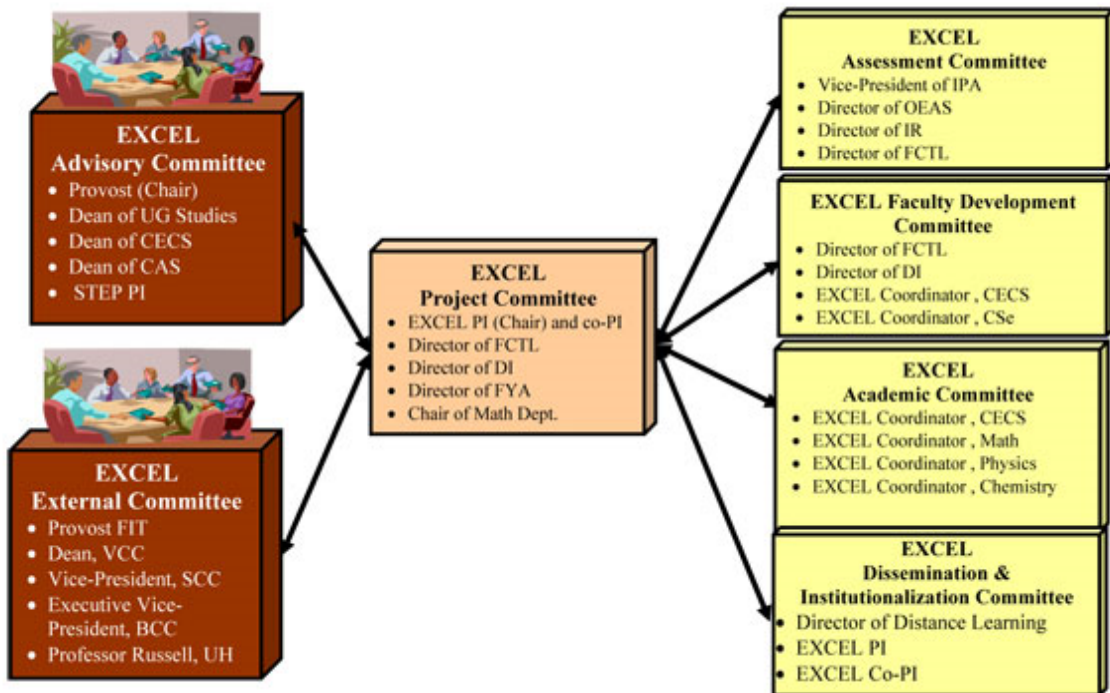 EXCEL
Advisory Committee
• Provost (Chair)
• Dean of UG Studies
• Dean of CECS
• Dean of CAS
• STEP PI
EXCEL
External Committee
• Provost FIT
• Dean, VCC
• Vice-President, SCC
• Executive Vice-
President, BCC
• Professor Russell, UH
EXCEL
Project Committee
• EXCEL PI (Chair) and co-PI
• Director of FCTL
• Director of DI
• Director of FYA
• Chair of Math Dept.
EXCEL
Assessment Committee
• Vice-President of IPA
• Director of OEAS
• Director of IR
• Director of FCTL
EXCEL Faculty Development
Committee
• Director of FCTL
• Director of DI
• EXCEL Coordinator , CECS
• EXCEL Coordinator , CSe
EXCEL
Academic Committee
• EXCEL Coordinator , CECS
• EXCEL Coordinator , Math
• EXCEL Coordinator , Physics
• EXCEL Coordinator , Chemistry
EXCEL
Dissemination &
Institutionalization Committee
• Director of Distance Learning
• EXCEL PI
• EXCEL Co-PI